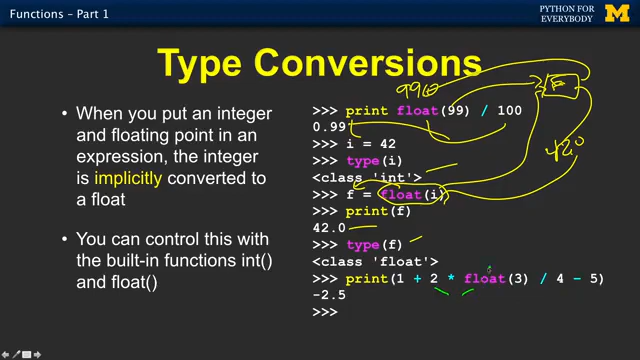 Functions – Part 1
PYTHON FOR
EVERYBODY
M
Type Conversions
• When you put an integer
and floating point in an
expression, the integer
is implicitly converted to
a float
• You can control this with
the built-in functions int()
and float()
>>> print float(99) / 100
0.99
>>> i = 42
>>> type(i)
<class 'int'>
>>> f = float(i)
>>> print(f)
42.0
>>> type(f)
<class 'float'>
>>> print(1 + 2 * float(3) / 4 – 5)
-2.5
>>>
99.0
F
42.0